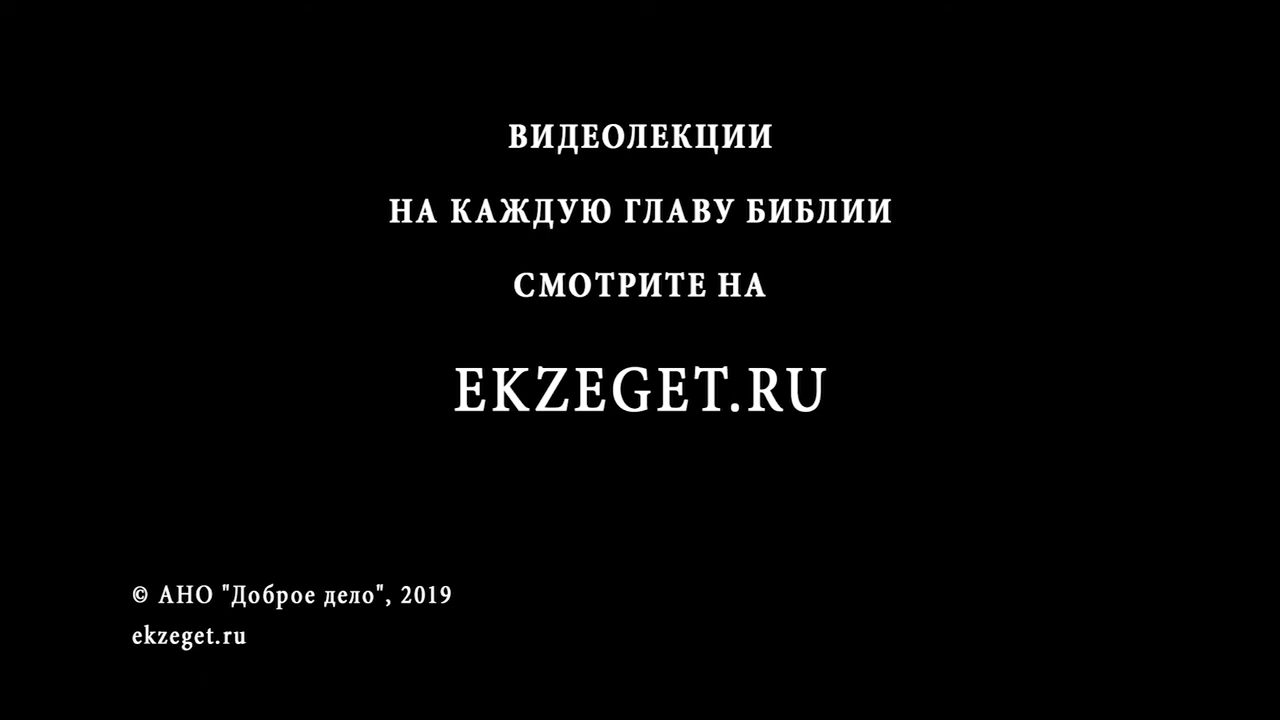 ВИДЕОЛЕКЦИИ
НА КАЖДУЮ ГЛАВУ БИБЛИИ
СМОТРИТЕ НА
EKZEGET.RU
© АНО "Доброе дело", 2019
ekzeget.ru